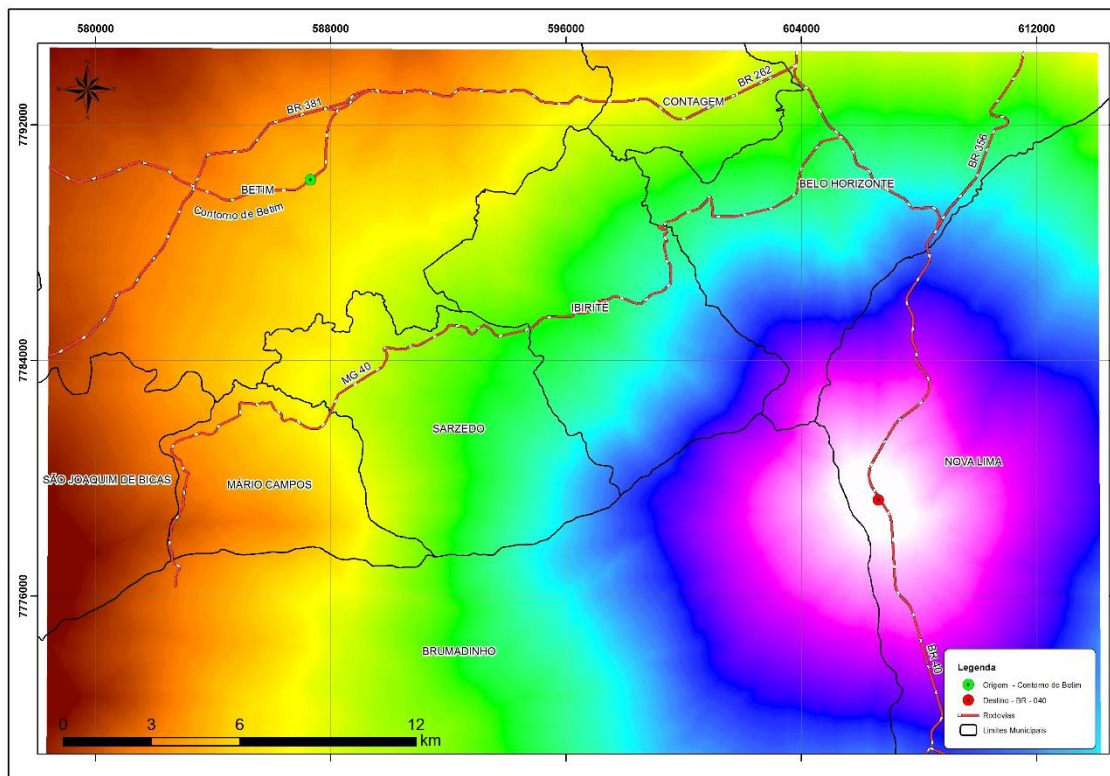 580000 588000 596000 604000 612000
7792000
7784000
7776000
BR 381
BR 262
CONTAGEM
BR 356
BETIM
BELO HORIZONTE
Contorno de Betim
IBIRITÉ
MG 40
SARZEDO
NOVA LIMA
SÃO JOAQUIM DE BICAS
MÁRIO CAMPOS
BRUMADINHO
BR 40
0 3 6 12
km
Legenda
Origem - Contorno de Betim
Destino - BR - 040
Rodovias
Limites Municipais